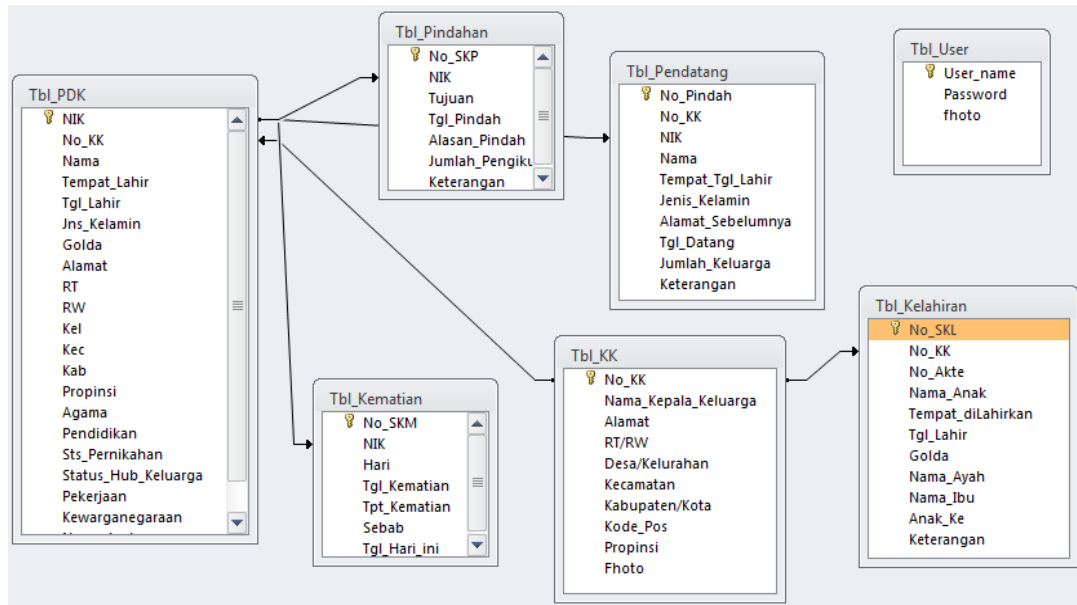 Tbl_PDK
NIK
No_KK
Nama
Tempat_Lahir
Tgl_Lahir
Jns_Kelamin
Golda
Alamat
RT
RW
Kel
Kec
Kab
Propinsi
Agama
Pendidikan
Sts_Pernikahan
Status_Hub_Keluarga
Pekerjaan
Kewarganegaraan
Tbl_Pindahan
No_SKP
NIK
Tujuan
Tgl_Pindah
Alasan_Pindah
Jumlah_Pengiku
Keterangan
Tbl_Pendatang
No_Pindah
No_KK
NIK
Nama
Tempat_Tgl_Lahir
Jenis_Kelamin
Alamat_Sebelumnya
Tgl_Datang
Jumlah_Keluarga
Keterangan
Tbl_User
User_name
Password
fhoto
Tbl_Kematian
No_SKM
NIK
Hari
Tgl_Kematian
Tpt_Kematian
Sebab
Tgl_Hari_ini
Tbl_KK
No_KK
Nama_Kepala_Keluarga
Alamat
RT/RW
Desa/Kelurahan
Kecamatan
Kabupaten/Kota
Kode_Pos
Propinsi
Fhoto
Tbl_Kelahiran
No_SKL
No_KK
No_Akte
Nama_Anak
Tempat_diLahirkan
Tgl_Lahir
Golda
Nama_Ayah
Nama_Ibu
Anak_Ke
Keterangan